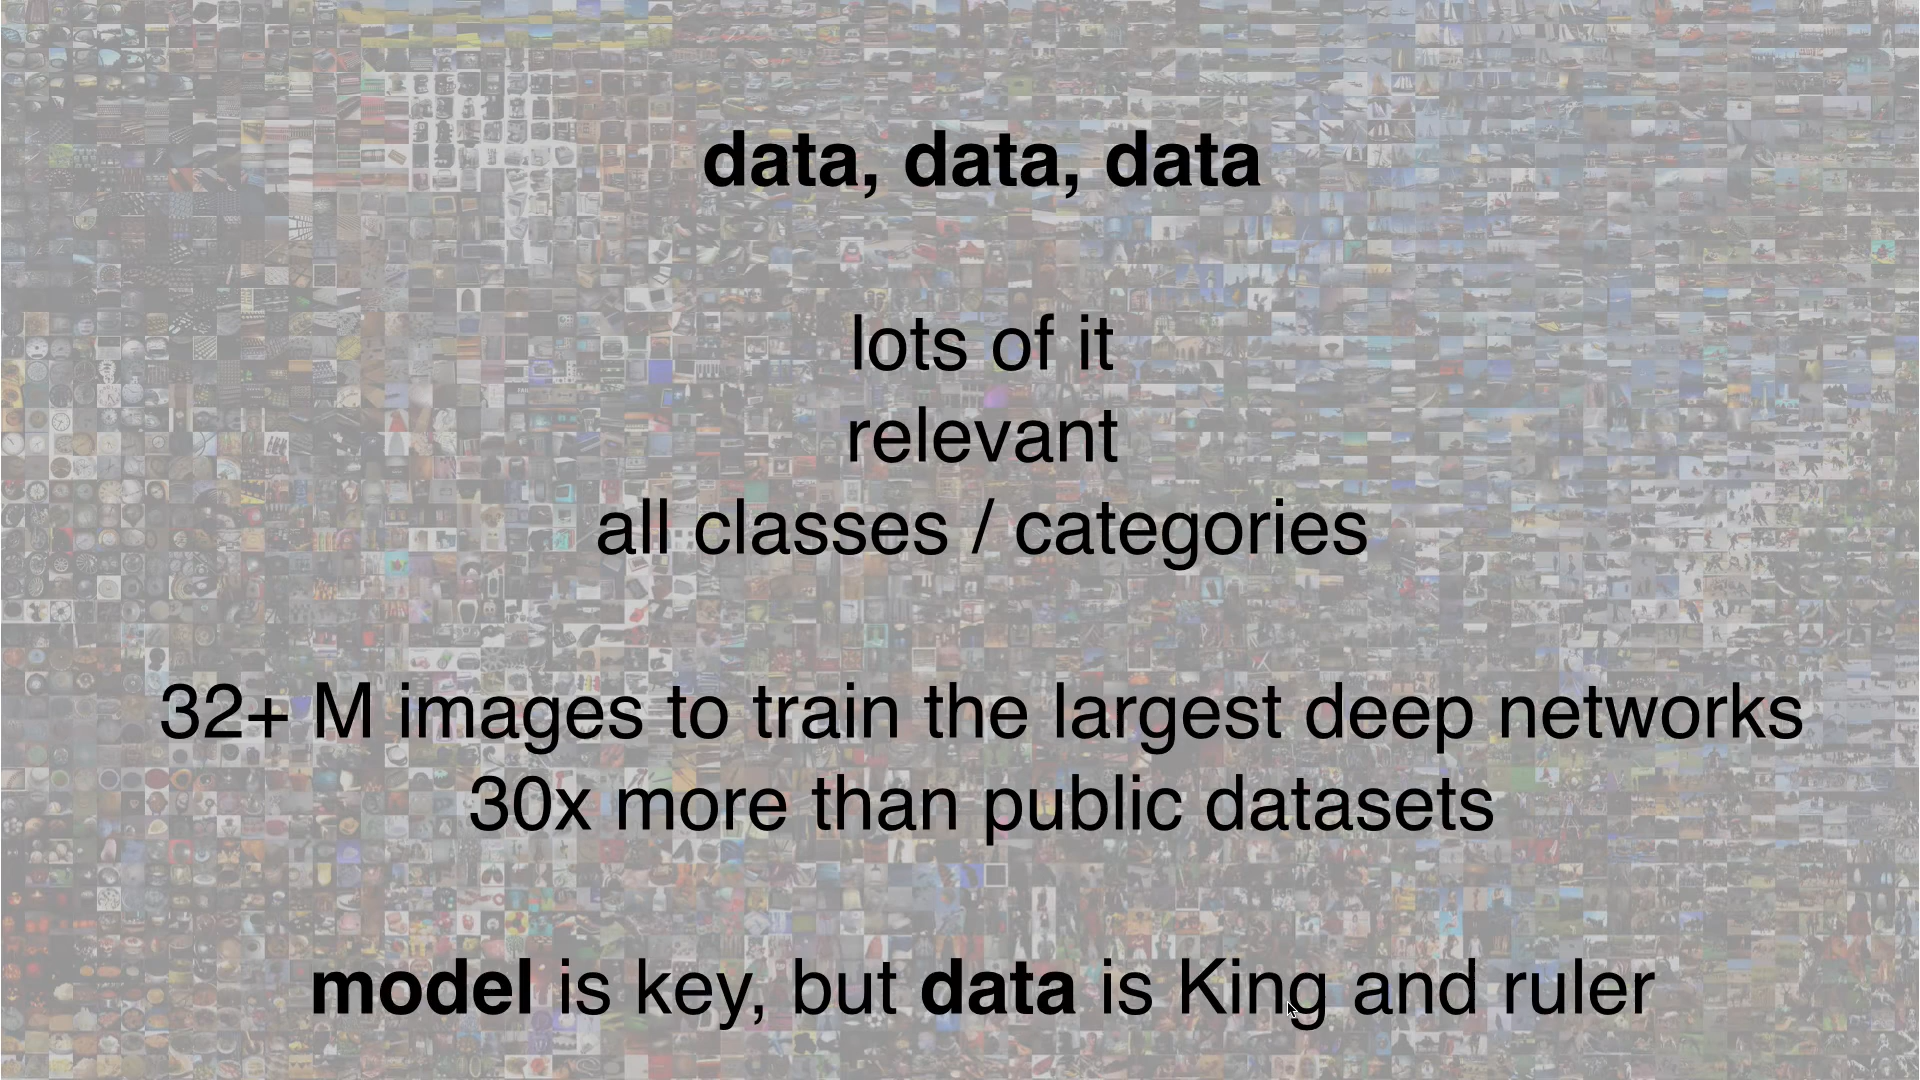 data, data, data
lots of it
relevant
all classes / categories
32+ M images to train the largest deep networks
30x more than public datasets
model is key, but data is King and ruler